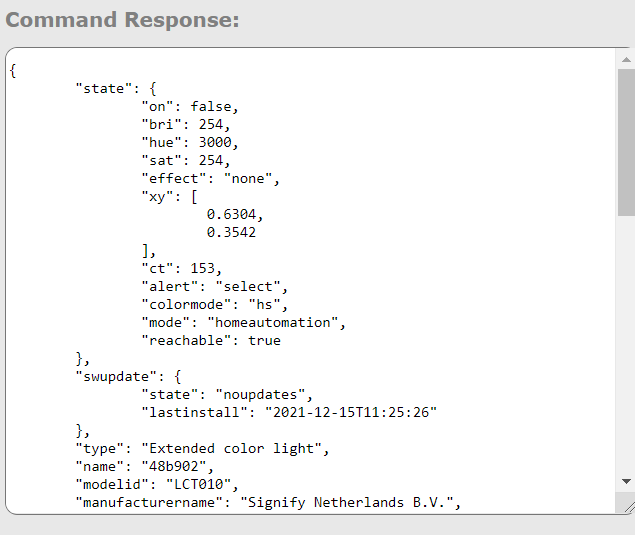 Command Response:
{
"state": {
"on": false,
"bri": 254,
"hue": 3000,
"sat": 254,
"effect": "none",
"xy": [
0.6304,
0.3542
],
"ct": 153,
"alert": "select",
"colormode": "hs",
"mode": "homeautomation",
"reachable": true
},
"swupdate": {
"state": "noupdates",
"lastinstall": "2021-12-15T11:25:26"
},
"type": "Extended color light",
"name": "48b902",
"modelid": "LCT010",
"manufacturername": "Signify Netherlands B.V.",